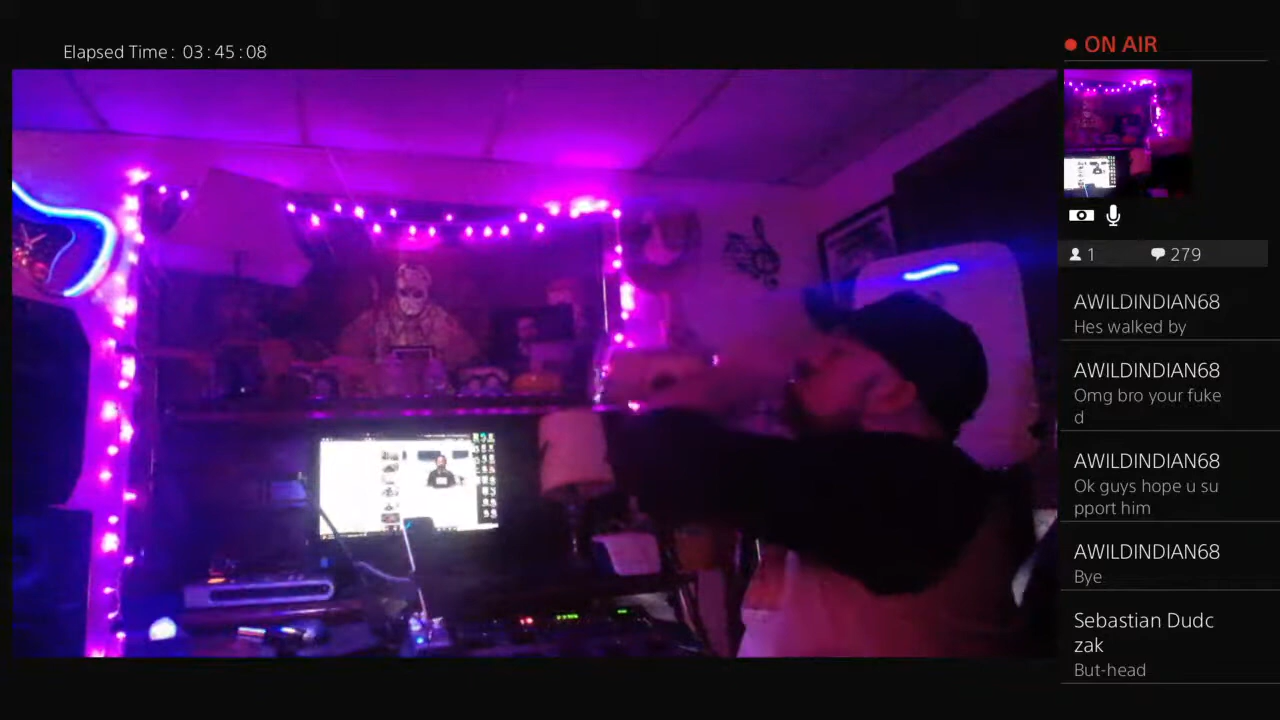 Elapsed Time: 03:45:08
ON AIR
1 279
AWILDINDIAN68
Hes walked by
AWILDINDIAN68
Omg bro your fuke
d
AWILDINDIAN68
Ok guys hope u su
pport him
AWILDINDIAN68
Bye
Sebastian Dudc
zak
But-head